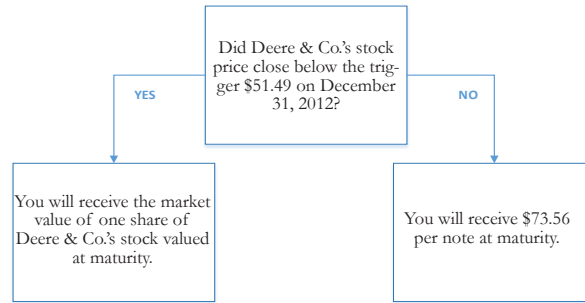 Did Deere & Co.'s stock
price close below the trig-
ger $51.49 on December
31, 2012?
YES
NO
You will receive the market
value of one share of
Deere & Co.'s stock valued
at maturity.
You will receive $73.56
per note at maturity.